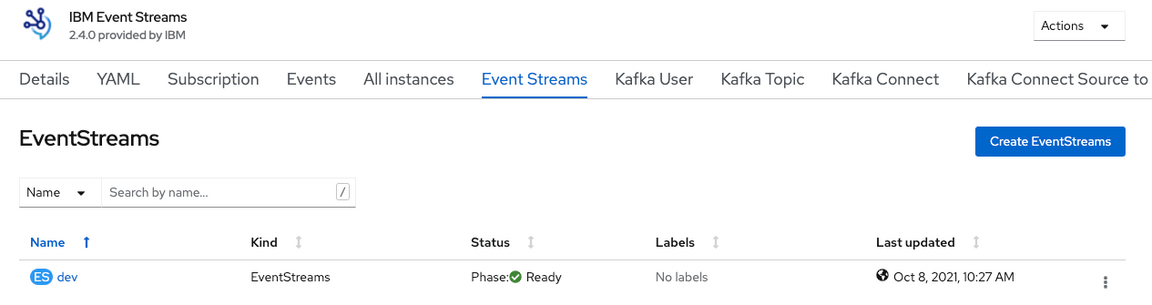 IBM Event Streams
2.4.0 provided by IBM
Actions
Details YAML Subscription Events All instances Event Streams Kafka User Kafka Topic Kafka Connect Kafka Connect Source to
EventStreams
Create EventStreams
Name Search by name... /
Name Kind Status Labels Last updated
ES dev EventStreams Phase: Ready No labels Oct 8, 2021, 10:27 AM